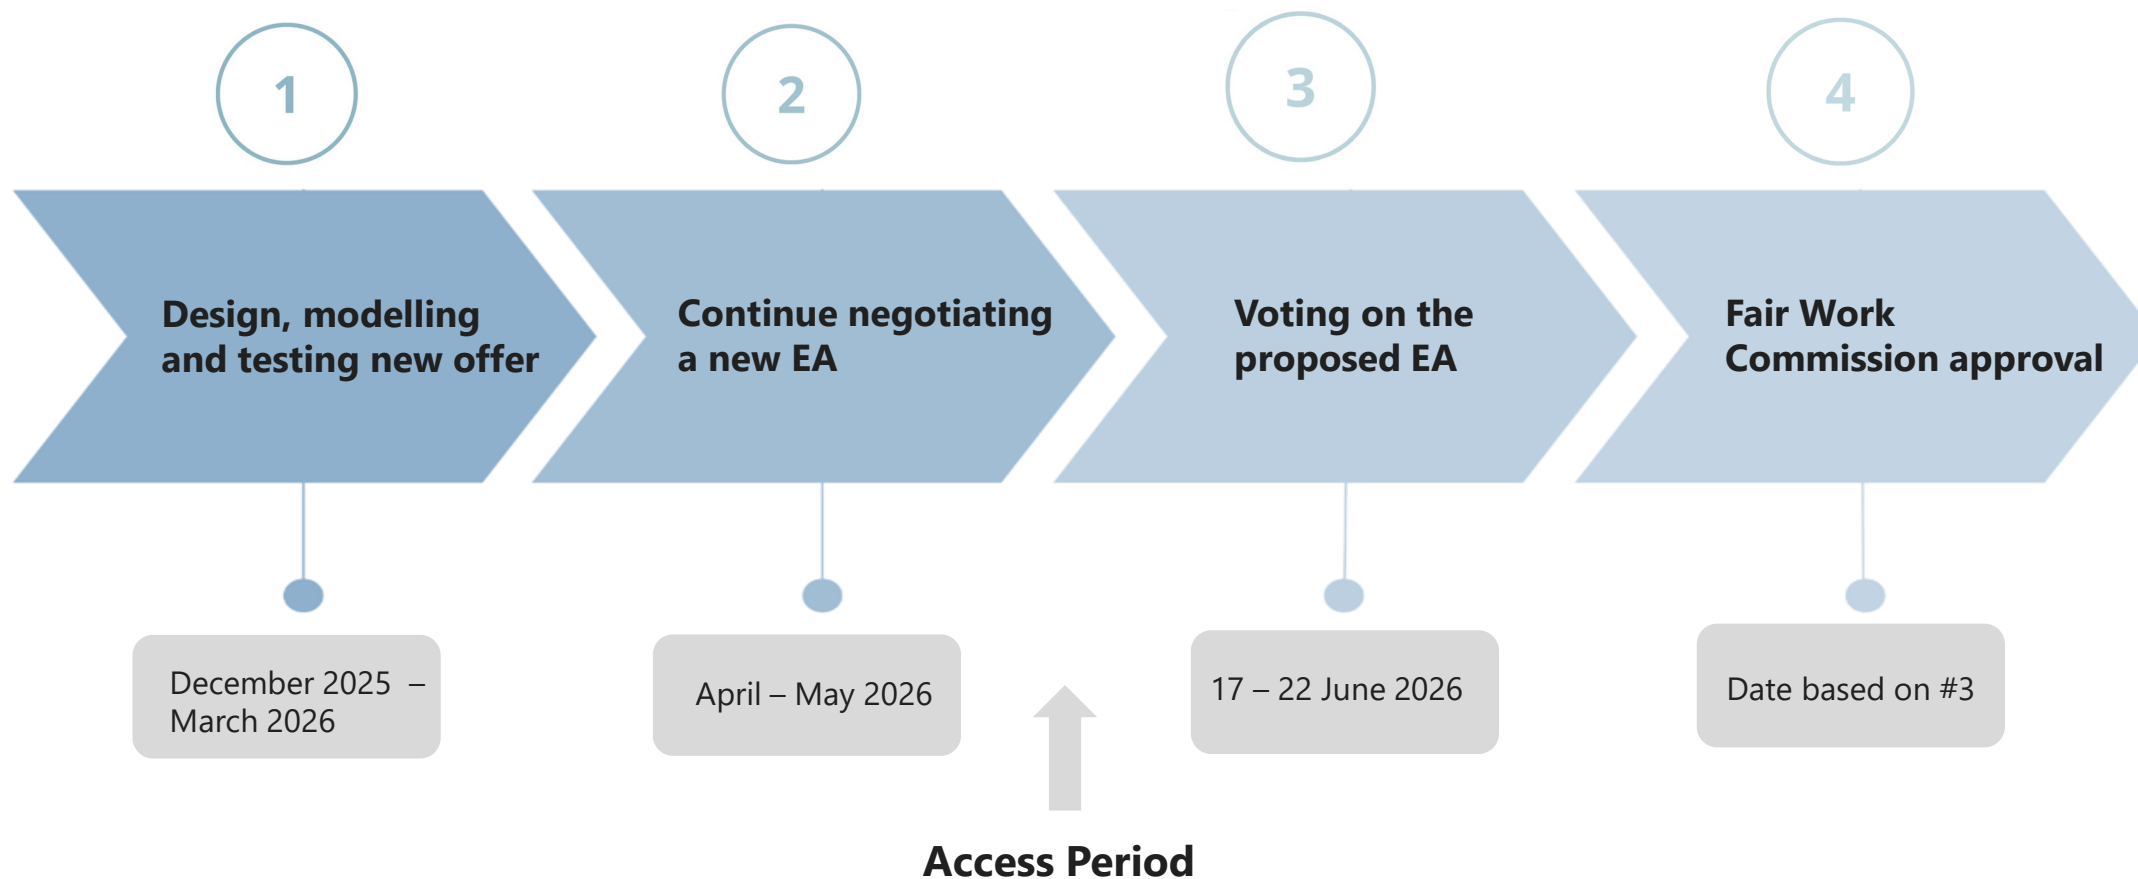 1
2
3
4
Design, modelling
and testing new offer
Continue negotiating
a new EA
Voting on the
proposed EA
Fair Work
Commission approval
December 2025 –
March 2026
April – May 2026
17 – 22 June 2026
Date based on #3
Access Period